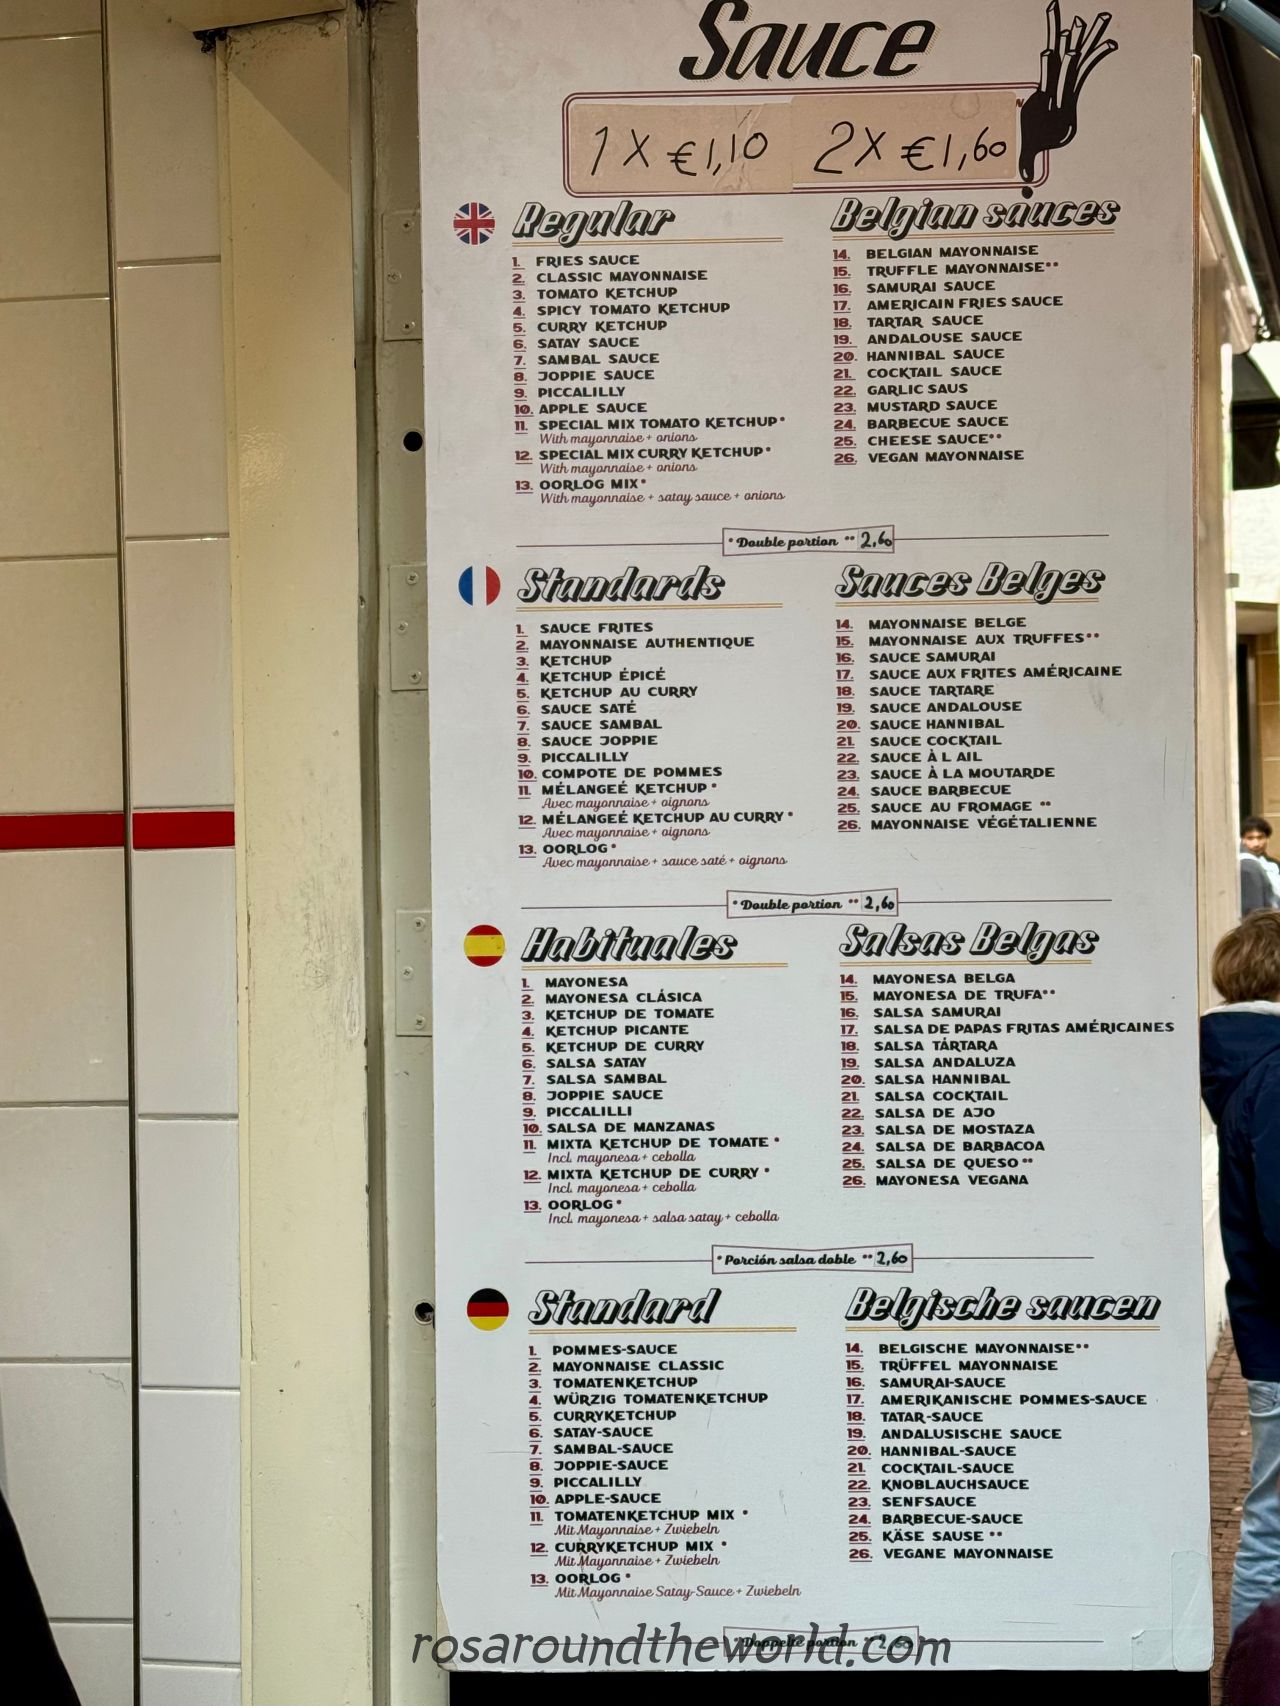 Sauce
1 X €1,10 2X €1,60
Regular
1. FRIES SAUCE
2. CLASSIC MAYONNAISE
3. TOMATO KETCHUP
4. SPICY TOMATO KETCHUP
5. CURRY KETCHUP
6. SATAY SAUCE
7. SAMBAL SAUCE
8. JOPPIE SAUCE
9. PICCALILLY
10. APPLE SAUCE
11. SPECIAL MIX TOMATO KETCHUP*
With mayonnaise + onions
12. SPECIAL MIX CURRY KETCHUP*
With mayonnaise + onions
13. OORLOG MIX*
With mayonnaise + satay sauce + onions
Belgian sauces
14. BELGIAN MAYONNAISE
15. TRUFFLE MAYONNAISE**
16. SAMURAI SAUCE
17. AMERICAIN FRIES SAUCE
18. TARTAR SAUCE
19. ANDALOUSE SAUCE
20. HANNIBAL SAUCE
21. COCKTAIL SAUCE
22. GARLIC SAUS
23. MUSTARD SAUCE
24. BARBECUE SAUCE
25. CHEESE SAUCE**
26. VEGAN MAYONNAISE
* Double portion ** 2,60
Standards
1. SAUCE FRITES
2. MAYONNAISE AUTHENTIQUE
3. KETCHUP
4. KETCHUP ÉPICÉ
5. KETCHUP AU CURRY
6. SAUCE SATÉ
7. SAUCE SAMBAL
8. SAUCE JOPPIE
9. PICCALILLY
10. COMPOTE DE POMMES
11. MÉLANGEÉ KETCHUP *
Avec mayonnaise + oignons
12. MÉLANGEÉ KETCHUP AU CURRY *
Avec mayonnaise + oignons
13. OORLOG *
Avec mayonnaise + sauce saté + oignons
Sauces Belges
14. MAYONNAISE BELGE
15. MAYONNAISE AUX TRUFFES**
16. SAUCE SAMURAI
17. SAUCE AUX FRITES AMÉRICAINE
18. SAUCE TARTARE
19. SAUCE ANDALOUSE
20. SAUCE HANNIBAL
21. SAUCE COCKTAIL
22. SAUCE À L AIL
23. SAUCE À LA MOUTARDE
24. SAUCE BARBECUE
25. SAUCE AU FROMAGE **
26. MAYONNAISE VÉGÉTALIENNE
* Double portion ** 2,60
Habituales
1. MAYONESA
2. MAYONESA CLÁSICA
3. KETCHUP DE TOMATE
4. KETCHUP PICANTE
5. KETCHUP DE CURRY
6. SALSA SATAY
7. SALSA SAMBAL
8. JOPPIE SAUCE
9. PICCALILLI
10. SALSA DE MANZANAS
11. MIXTA KETCHUP DE TOMATE *
Incl. mayonesa + cebolla
12. MIXTA KETCHUP DE CURRY *
Incl. mayonesa + cebolla
13. OORLOG *
Incl. mayonesa + salsa satay + cebolla
Salsas Belgas
14. MAYONESA BELGA
15. MAYONESA DE TRUFA**
16. SALSA SAMURAI
17. SALSA DE PAPAS FRITAS AMÉRICAINES
18. SALSA TÁRTARA
19. SALSA ANDALUZA
20. SALSA HANNIBAL
21. SALSA COCKTAIL
22. SALSA DE AJO
23. SALSA DE MOSTAZA
24. SALSA DE BARBACOA
25. SALSA DE QUESO **
26. MAYONESA VEGANA
* Porción salsa doble ** 2,60
Standard
1. POMMES-SAUCE
2. MAYONNAISE CLASSIC
3. TOMATENKETCHUP
4. WÜRZIG TOMATENKETCHUP
5. CURRYKETCHUP
6. SATAY-SAUCE
7. SAMBAL-SAUCE
8. JOPPIE-SAUCE
9. PICCALILLY
10. APPLE-SAUCE
11. TOMATENKETCHUP MIX *
Mit Mayonnaise + Zwiebeln
12. CURRYKETCHUP MIX *
Mit Mayonnaise + Zwiebeln
13. OORLOG *
Mit Mayonnaise Satay-Sauce + Zwiebeln
Belgische saucen
14. BELGISCHE MAYONNAISE**
15. TRÜFFEL MAYONNAISE
16. SAMURAI-SAUCE
17. AMERIKANISCHE POMMES-SAUCE
18. TATAR-SAUCE
19. ANDALUSISCHE SAUCE
20. HANNIBAL-SAUCE
21. COCKTAIL-SAUCE
22. KNOBLAUCHSAUCE
23. SENFSAUCE
24. BARBECUE-SAUCE
25. KÄSE SAUSE **
26. VEGANE MAYONNAISE
* Doppelte portion ** 2,60
rosaroundtheworld.com